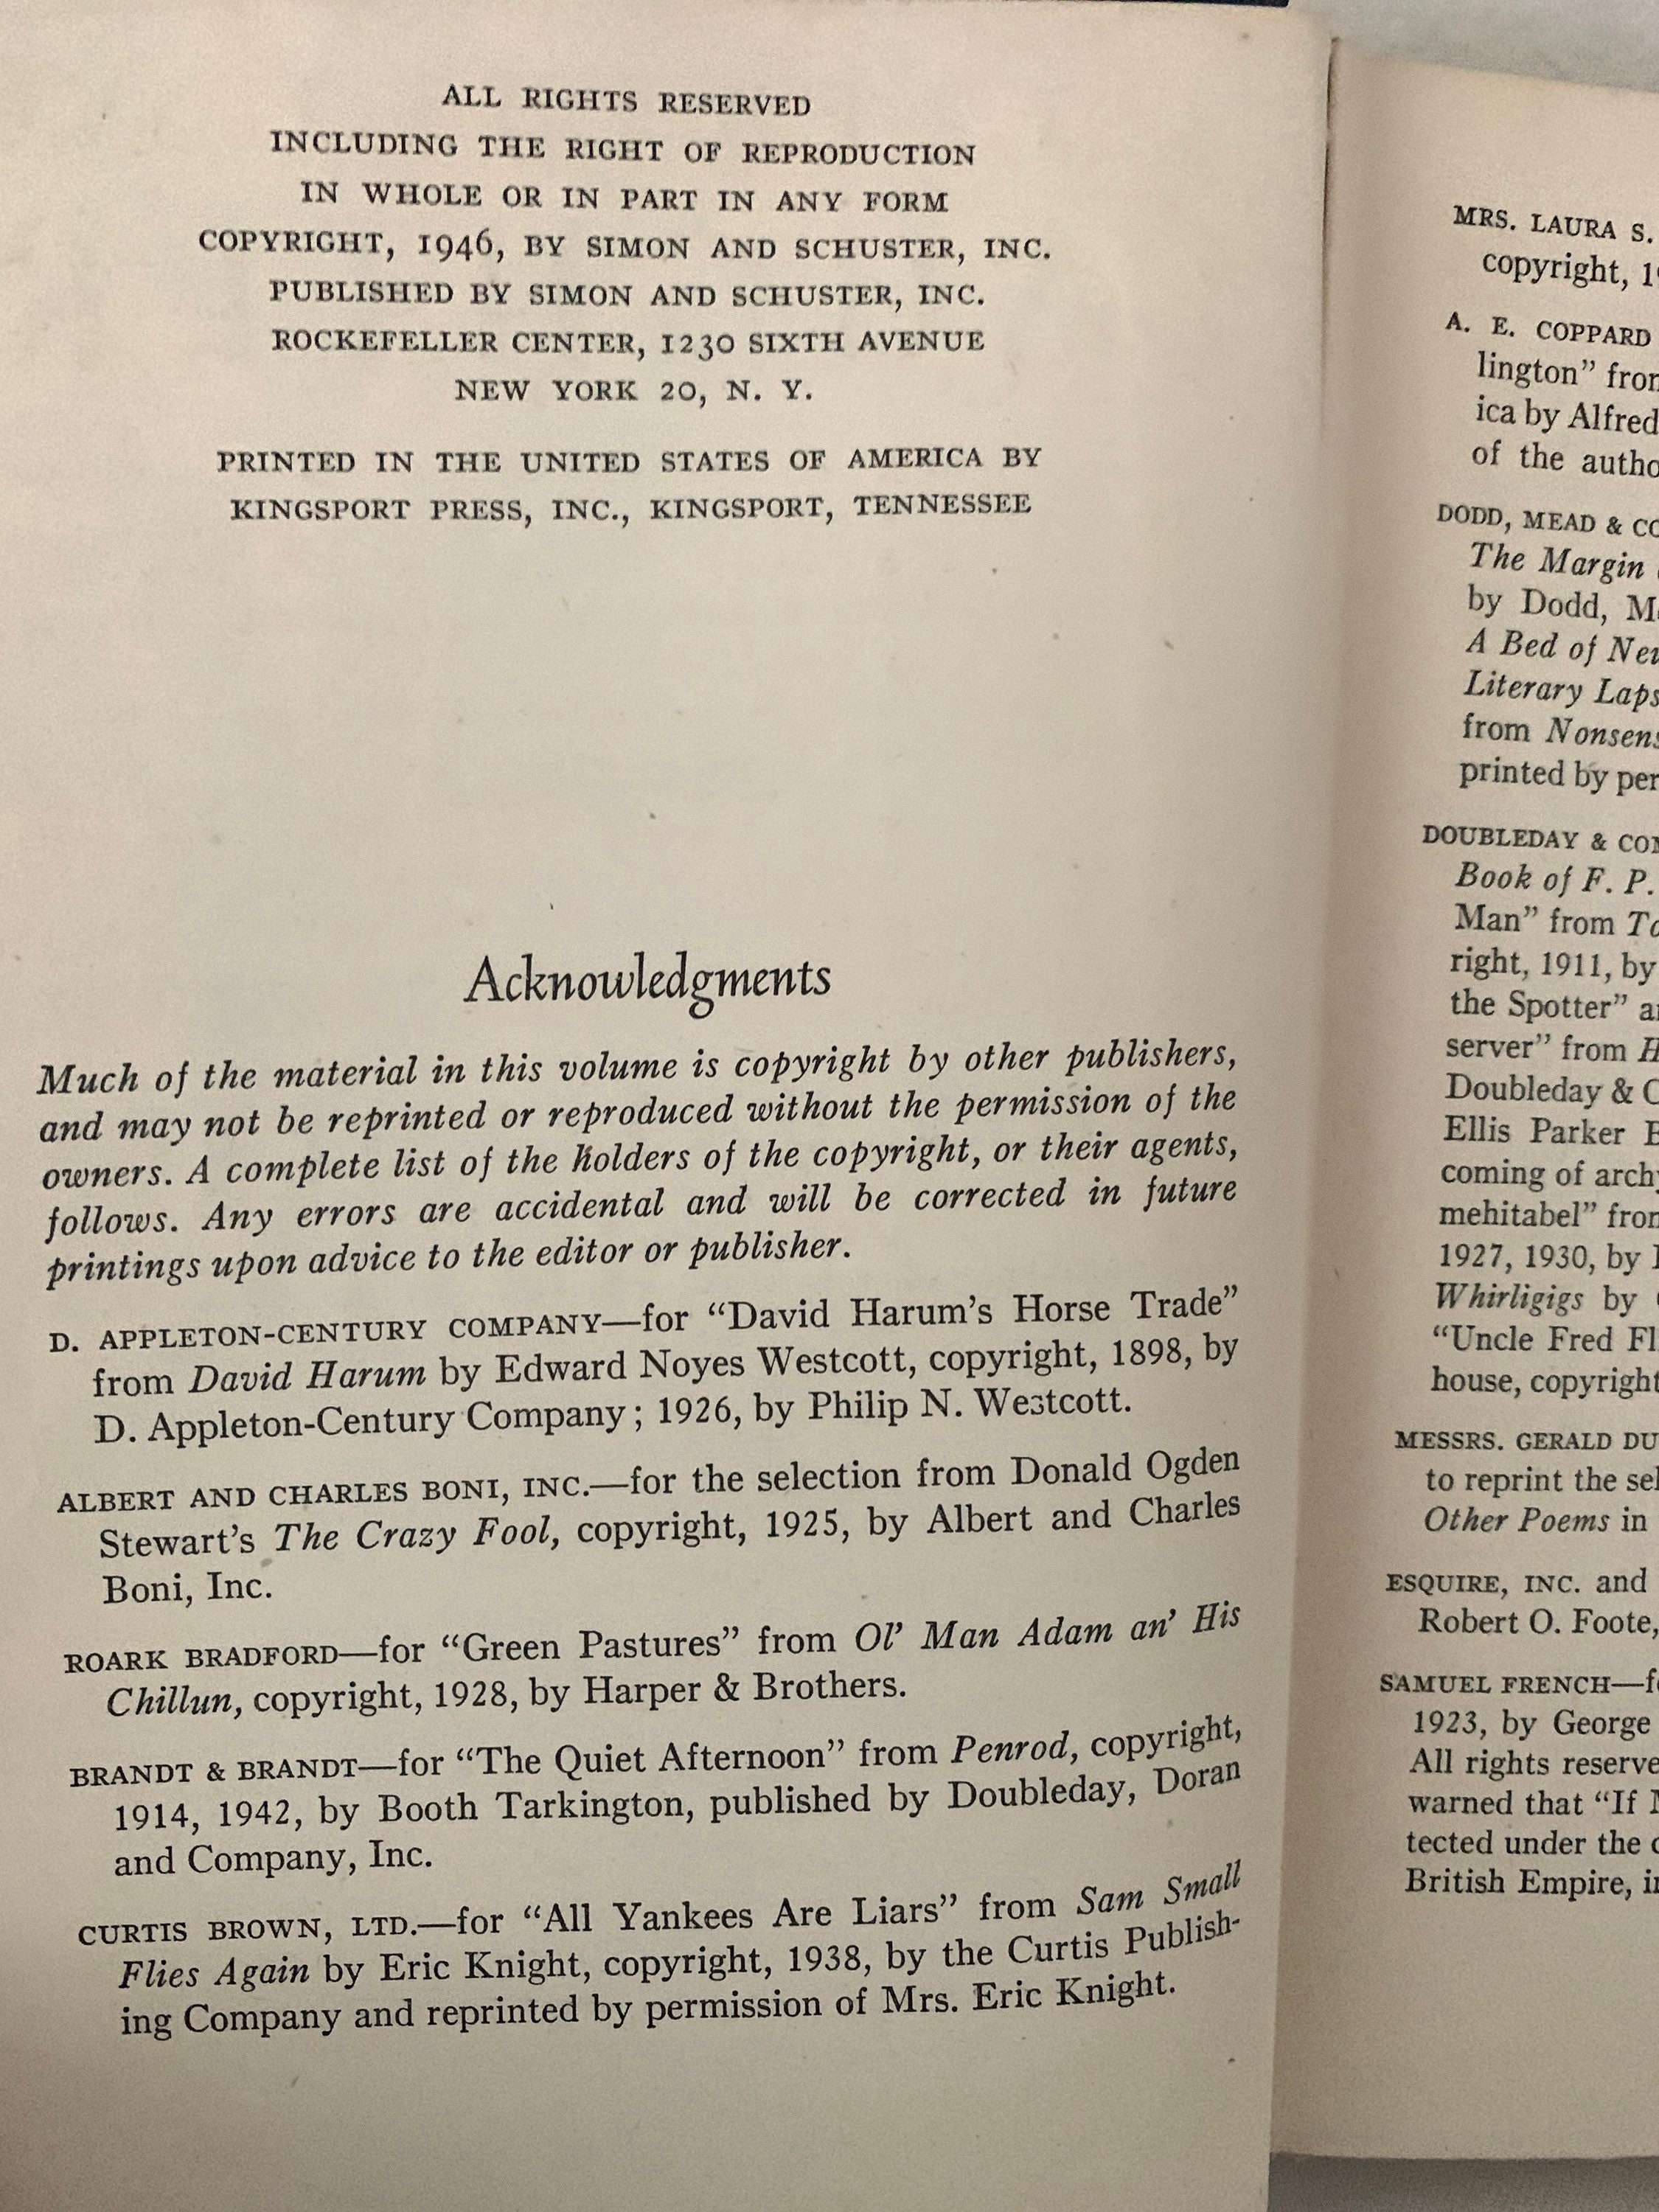 ALL RIGHTS RESERVED
INCLUDING THE RIGHT OF REPRODUCTION
IN WHOLE OR IN PART IN ANY FORM
COPYRIGHT, 1946, BY SIMON AND SCHUSTER, INC.
PUBLISHED BY SIMON AND SCHUSTER, INC.
ROCKEFELLER CENTER, 1230 SIXTH AVENUE
NEW YORK 20, N. Y.
PRINTED IN THE UNITED STATES OF AMERICA BY
KINGSPORT PRESS, INC., KINGSPORT, TENNESSEE
Acknowledgments
Much of the material in this volume is copyright by other publishers,
and may not be reprinted or reproduced without the permission of the
owners. A complete list of the holders of the copyright, or their agents,
follows. Any errors are accidental and will be corrected in future
printings upon advice to the editor or publisher.
D. APPLETON-CENTURY COMPANY—for “David Harum’s Horse Trade”
from David Harum by Edward Noyes Westcott, copyright, 1898, by
D. Appleton-Century Company; 1926, by Philip N. Westcott.
ALBERT AND CHARLES BONI, INC.—for the selection from Donald Ogden
Stewart’s The Crazy Fool, copyright, 1925, by Albert and Charles
Boni, Inc.
ROARK BRADFORD—for “Green Pastures” from Ol’ Man Adam an’ His
Chillun, copyright, 1928, by Harper & Brothers.
BRANDT & BRANDT—for “The Quiet Afternoon” from Penrod, copyright,
1914, 1942, by Booth Tarkington, published by Doubleday, Doran
and Company, Inc.
CURTIS BROWN, LTD.—for “All Yankees Are Liars” from Sam Small
Flies Again by Eric Knight, copyright, 1938, by the Curtis Publish-
ing Company and reprinted by permission of Mrs. Eric Knight.
MRS. LAURA S.
copyright,
A. E. COPPARD
lington”
ica by Alfred
of the
DODD, MEAD &
The Margin
by Dodd,
A Bed of
Literary
from
printed by
DOUBLEDAY &
Book of F. P.
Man” from
right, 1911, by
the Spotter”
server” from
Doubleday &
Ellis Parker
coming of
mehitabel”
1927, 1930, by
Whirligigs by
“Uncle Fred
house,
MESSRS. GERALD
to reprint the
Other Poems in
ESQUIRE, INC. and
Robert O. Foote,
SAMUEL FRENCH—
1923, by George
All rights
warned that “If
tected under the
British Empire,